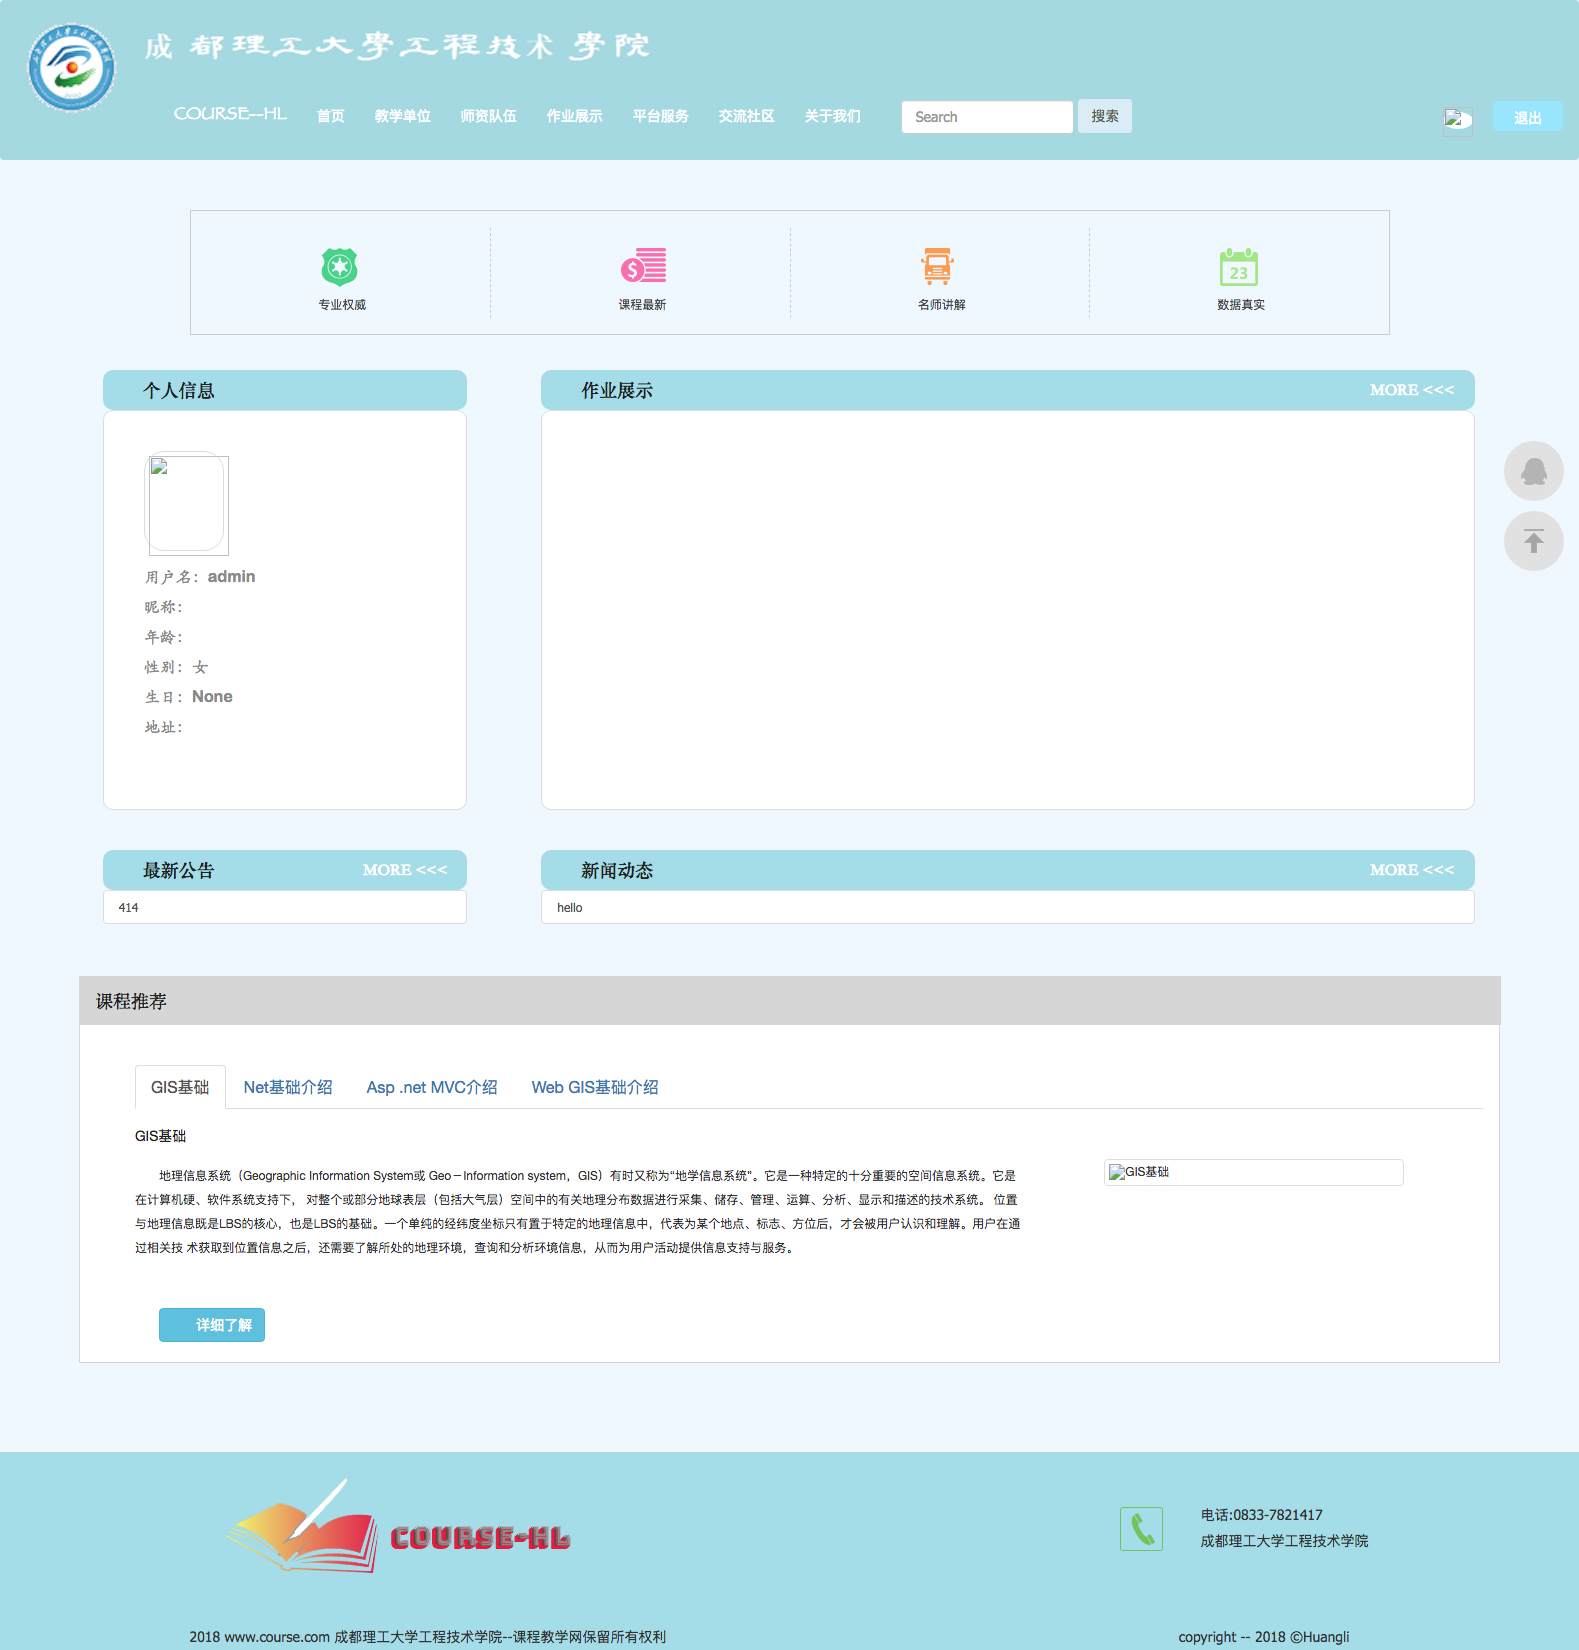 成都理工大學工程技术學院
COURSE--HL 首页 教学单位 师资队伍 作业展示 平台服务 交流社区 关于我们 Search 搜索 退出
23
专业权威 课程最新 名师讲解 数据真实
个人信息
作业展示 MORE <<<
用户名：admin
昵称：
年龄：
性别：女
生日：None
地址：
最新公告 MORE <<<
414
新闻动态 MORE <<<
hello
课程推荐
GIS基础 Net基础介绍 Asp .net MVC介绍 Web GIS基础介绍
GIS基础
地理信息系统（Geographic Information System或 Geo－Information system，GIS）有时又称为“地学信息系统”。它是一种特定的十分重要的空间信息系统。它是
在计算机硬、软件系统支持下， 对整个或部分地球表层（包括大气层）空间中的有关地理分布数据进行采集、储存、管理、运算、分析、显示和描述的技术系统。 位置
与地理信息既是LBS的核心，也是LBS的基础。一个单纯的经纬度坐标只有置于特定的地理信息中，代表为某个地点、标志、方位后，才会被用户认识和理解。用户在通
过相关技 术获取到位置信息之后，还需要了解所处的地理环境，查询和分析环境信息，从而为用户活动提供信息支持与服务。
GIS基础
详细了解
COURSE-HL
电话:0833-7821417
成都理工大学工程技术学院
2018 www.course.com 成都理工大学工程技术学院--课程教学网保留所有权利
copyright -- 2018 ©Huangli